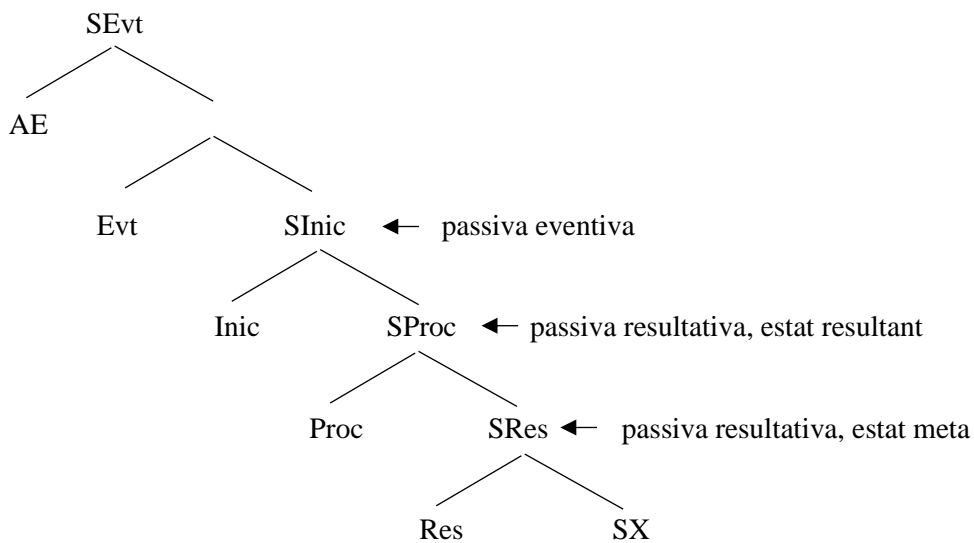 SEvt
AE
Evt SInic passiva eventiva
Inic SProc passiva resultativa, estat resultant
Proc SRes passiva resultativa, estat meta
Res SX